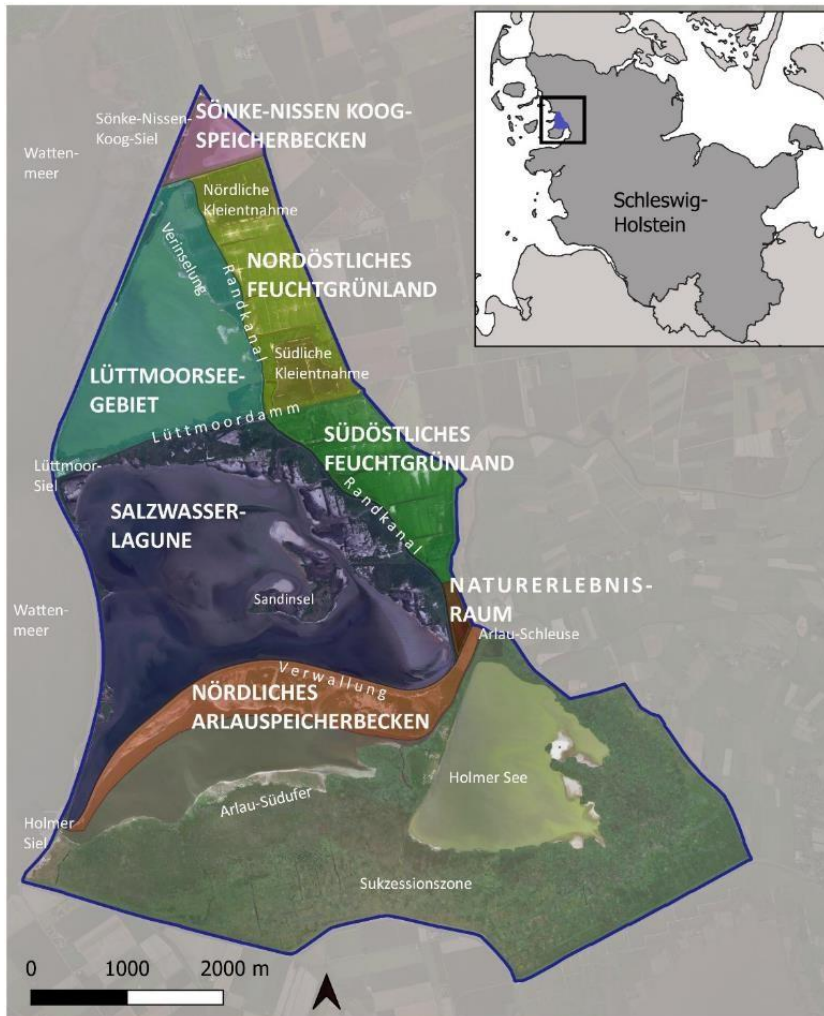 Schleswig-
Holstein
Sönke-Nissen-
Koog-Siel
SÖNKE-NISSEN KOOG-
SPEICHERBECKEN
Watten-
meer
Nördliche
Kleientnahme
Verinselung
Randkanal
NORDÖSTLICHES
FEUCHTGRÜNLAND
Südliche
Kleientnahme
LÜTTMOORSEE-
GEBIET
Lüttmoordamm
SÜDÖSTLICHES
FEUCHTGRÜNLAND
Lüttmoor-
Siel
Randkanal
SALZWASSER-
LAGUNE
NATURERLEBNIS-
RAUM
Sandinsel
Watten-
meer
Arlau-Schleuse
Verwallung
NÖRDLICHES
ARLAUSPEICHERBECKEN
Holmer See
Arlau-Südufer
Holmer
Siel
Sukzessionszone
0 1000 2000 m